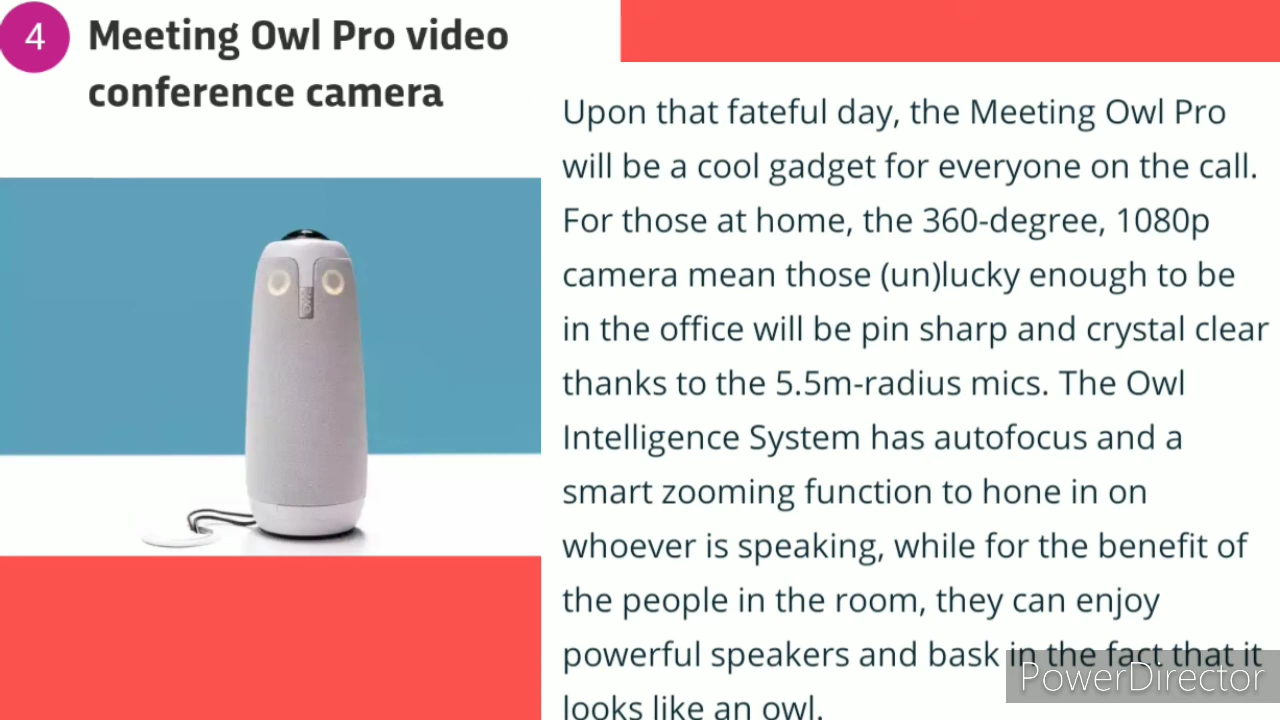 4
Meeting Owl Pro video
conference camera
Upon that fateful day, the Meeting Owl Pro
will be a cool gadget for everyone on the call.
For those at home, the 360-degree, 1080p
camera mean those (un)lucky enough to be
in the office will be pin sharp and crystal clear
thanks to the 5.5m-radius mics. The Owl
Intelligence System has autofocus and a
smart zooming function to hone in on
whoever is speaking, while for the benefit of
the people in the room, they can enjoy
powerful speakers and bask in the fact that it
looks like an owl.
PowerDirector